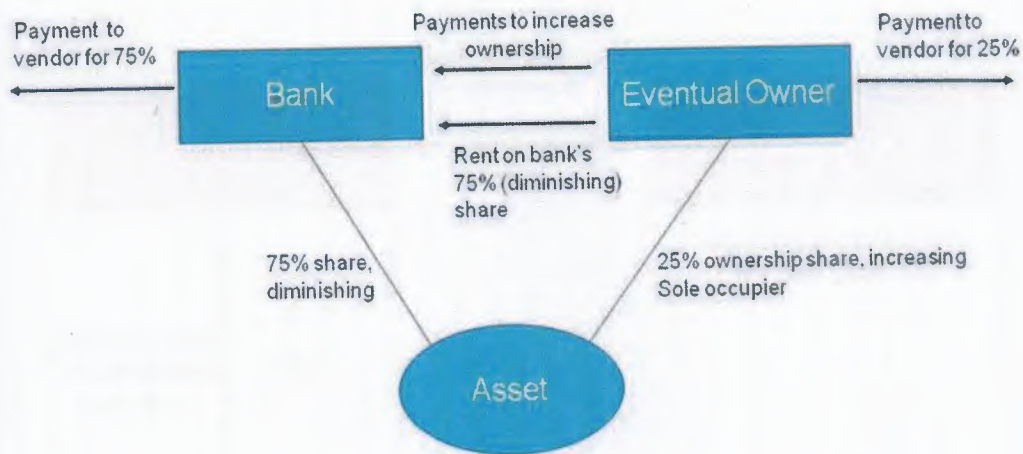 Payment to
vendor for 75%
Payments to increase
ownership
Payment to
vendor for 25%
Bank
Eventual Owner
Rent on bank's
75% (diminishing)
share
75% share,
diminishing
25% ownership share, increasing
Sole occupier
Asset